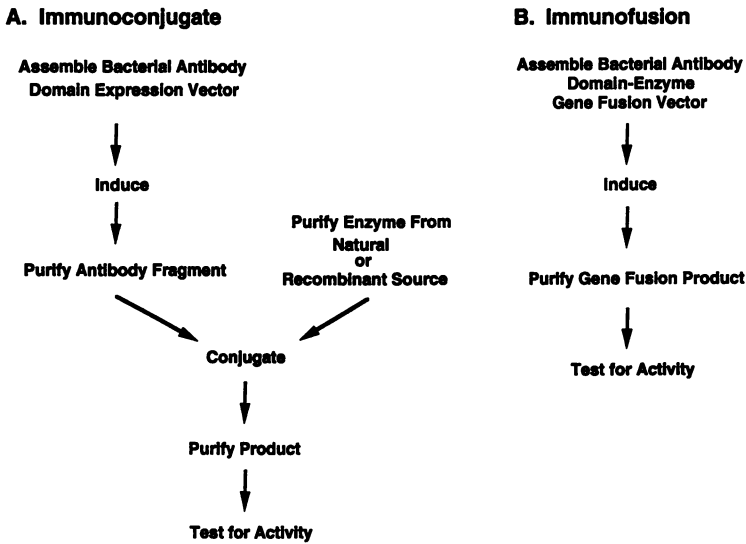 A. Immunoconjugate
Assemble Bacterial Antibody
Domain Expression Vector
Induce
Purify Antibody Fragment
Purify Enzyme From
Natural
or
Recombinant Source
Conjugate
Purify Product
Test for Activity
B. Immunofusion
Assemble Bacterial Antibody
Domain-Enzyme
Gene Fusion Vector
Induce
Purify Gene Fusion Product
Test for Activity